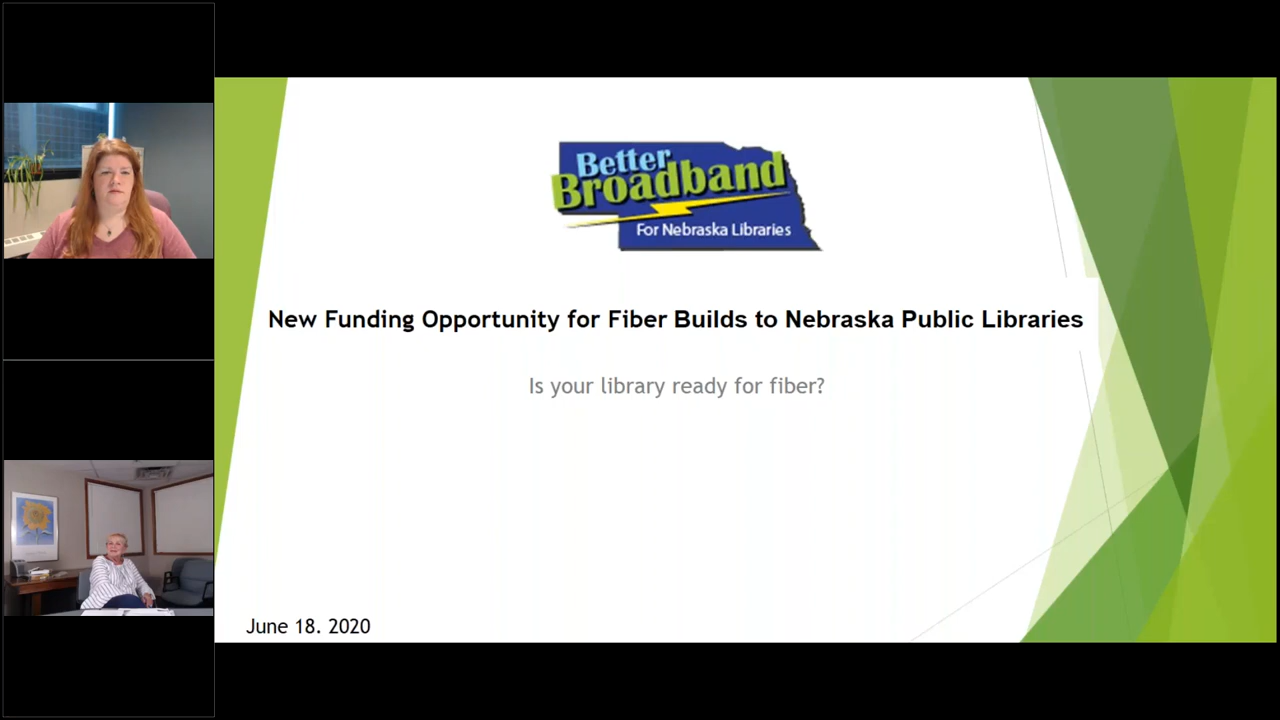 Better
Broadband
For Nebraska Libraries
New Funding Opportunity for Fiber Builds to Nebraska Public Libraries
Is your library ready for fiber?
June 18. 2020